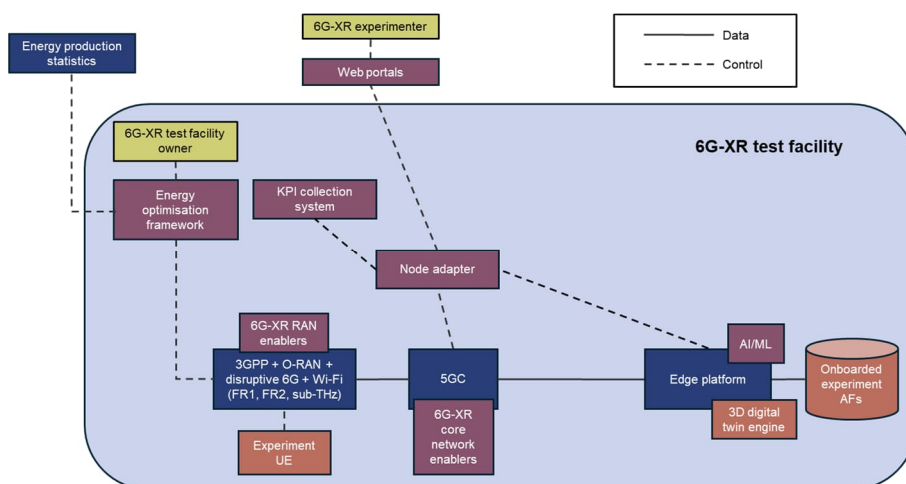 6G-XR experimenter
Energy production
statistics
Web portals
Data
Control
6G-XR test facility
owner
6G-XR test facility
Energy
optimisation
framework
KPI collection
system
Node adapter
6G-XR RAN
enablers
3GPP + O-RAN +
disruptive 6G + Wi-Fi
(FR1, FR2, sub-THz)
5GC
Edge platform
AI/ML
Onboarded
experiment
AFs
6G-XR
core
network
enablers
3D digital
twin engine
Experiment
UE